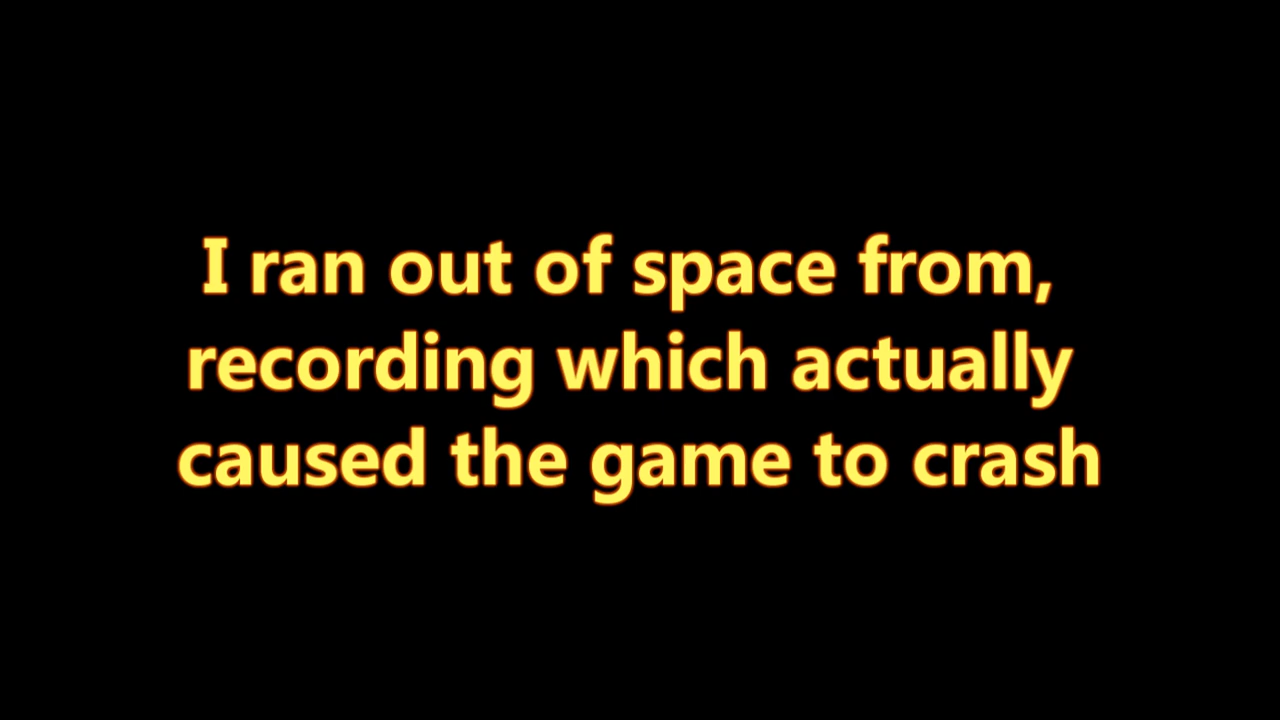 I ran out of space from,
recording which actually
caused the game to crash